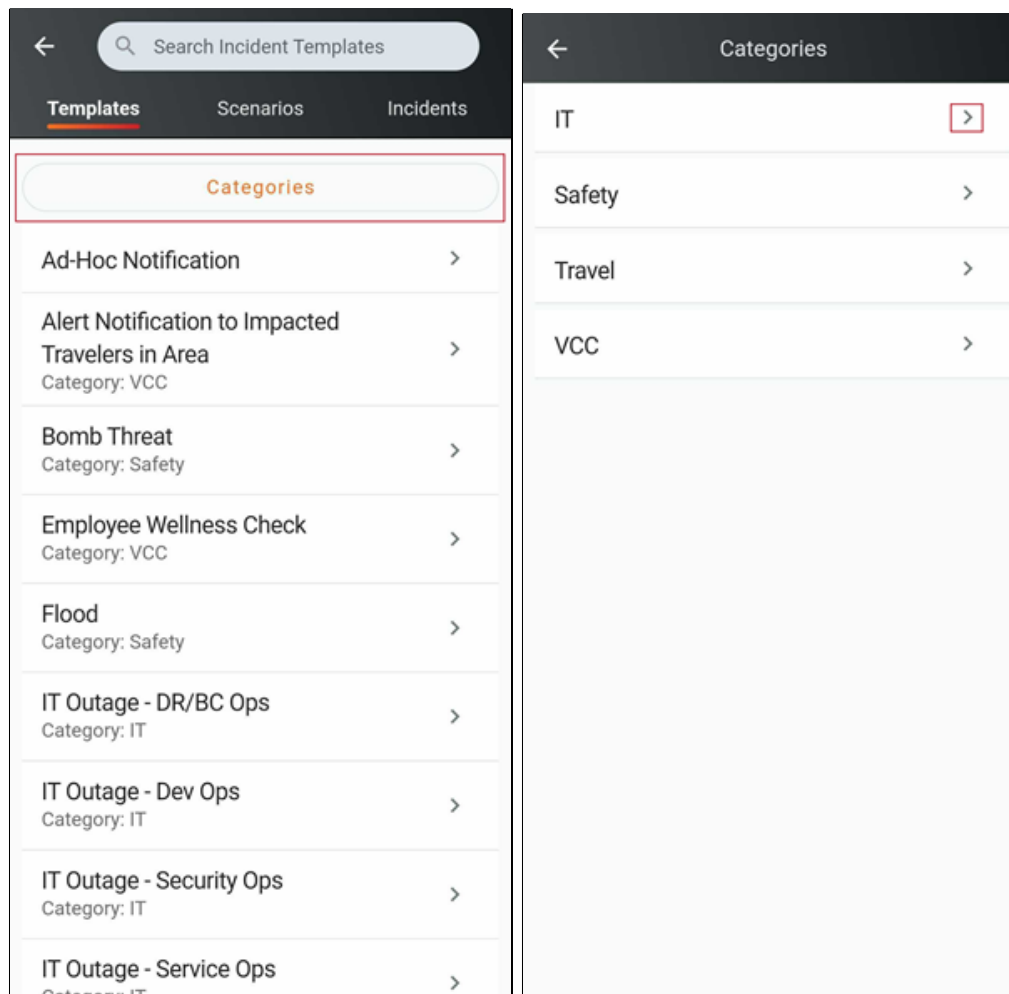 Search Incident Templates
Templates Scenarios Incidents
Categories
Ad-Hoc Notification
Alert Notification to Impacted
Travelers in Area
Category: VCC
Bomb Threat
Category: Safety
Employee Wellness Check
Category: VCC
Flood
Category: Safety
IT Outage - DR/BC Ops
Category: IT
IT Outage - Dev Ops
Category: IT
IT Outage - Security Ops
Category: IT
IT Outage - Service Ops
Category: IT
Categories
IT
Safety
Travel
VCC